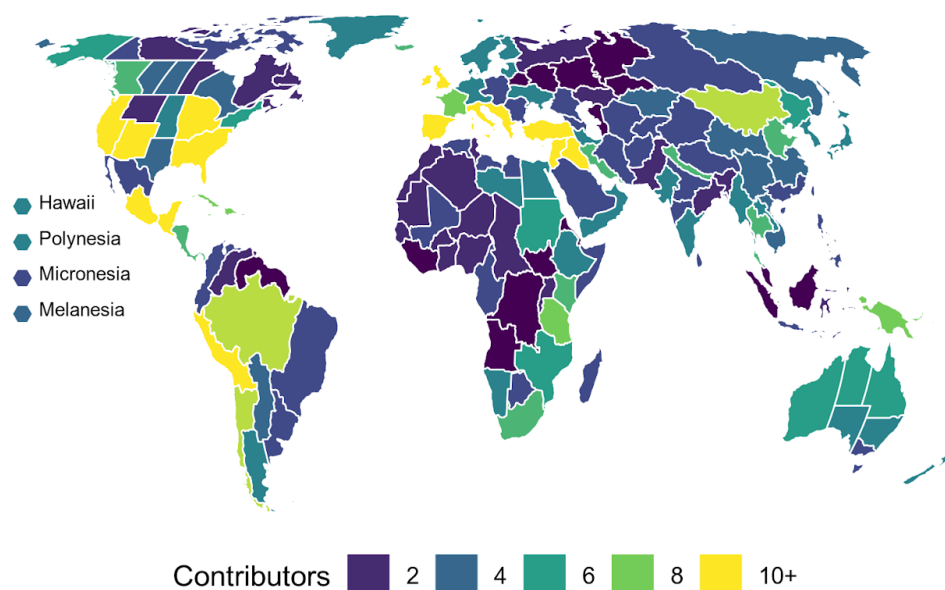 Hawaii
Polynesia
Micronesia
Melanesia
Contributors 2 4 6 8 10+